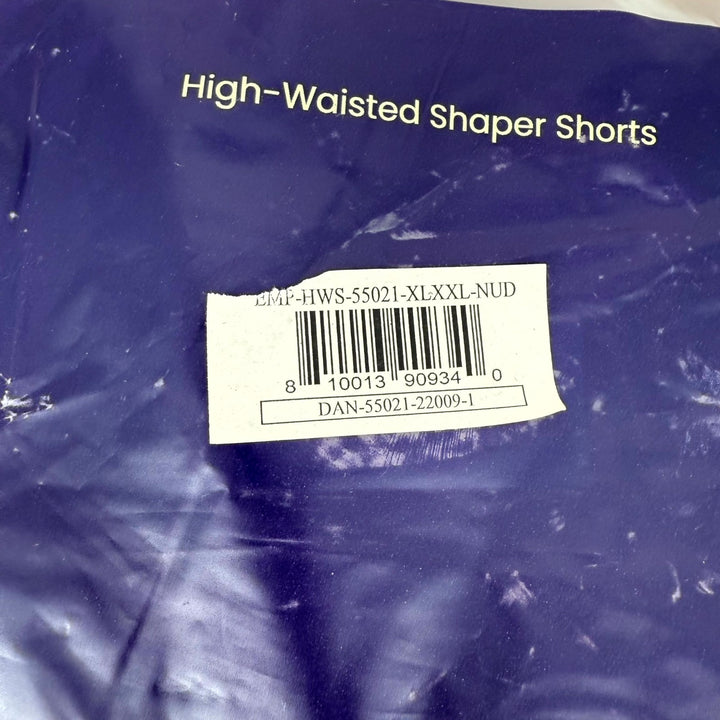 High-Waisted Shaper Shorts
EMP-HWS-55021-XLXXL-NUD
8 10013 90934 0
DAN-55021-22009-1